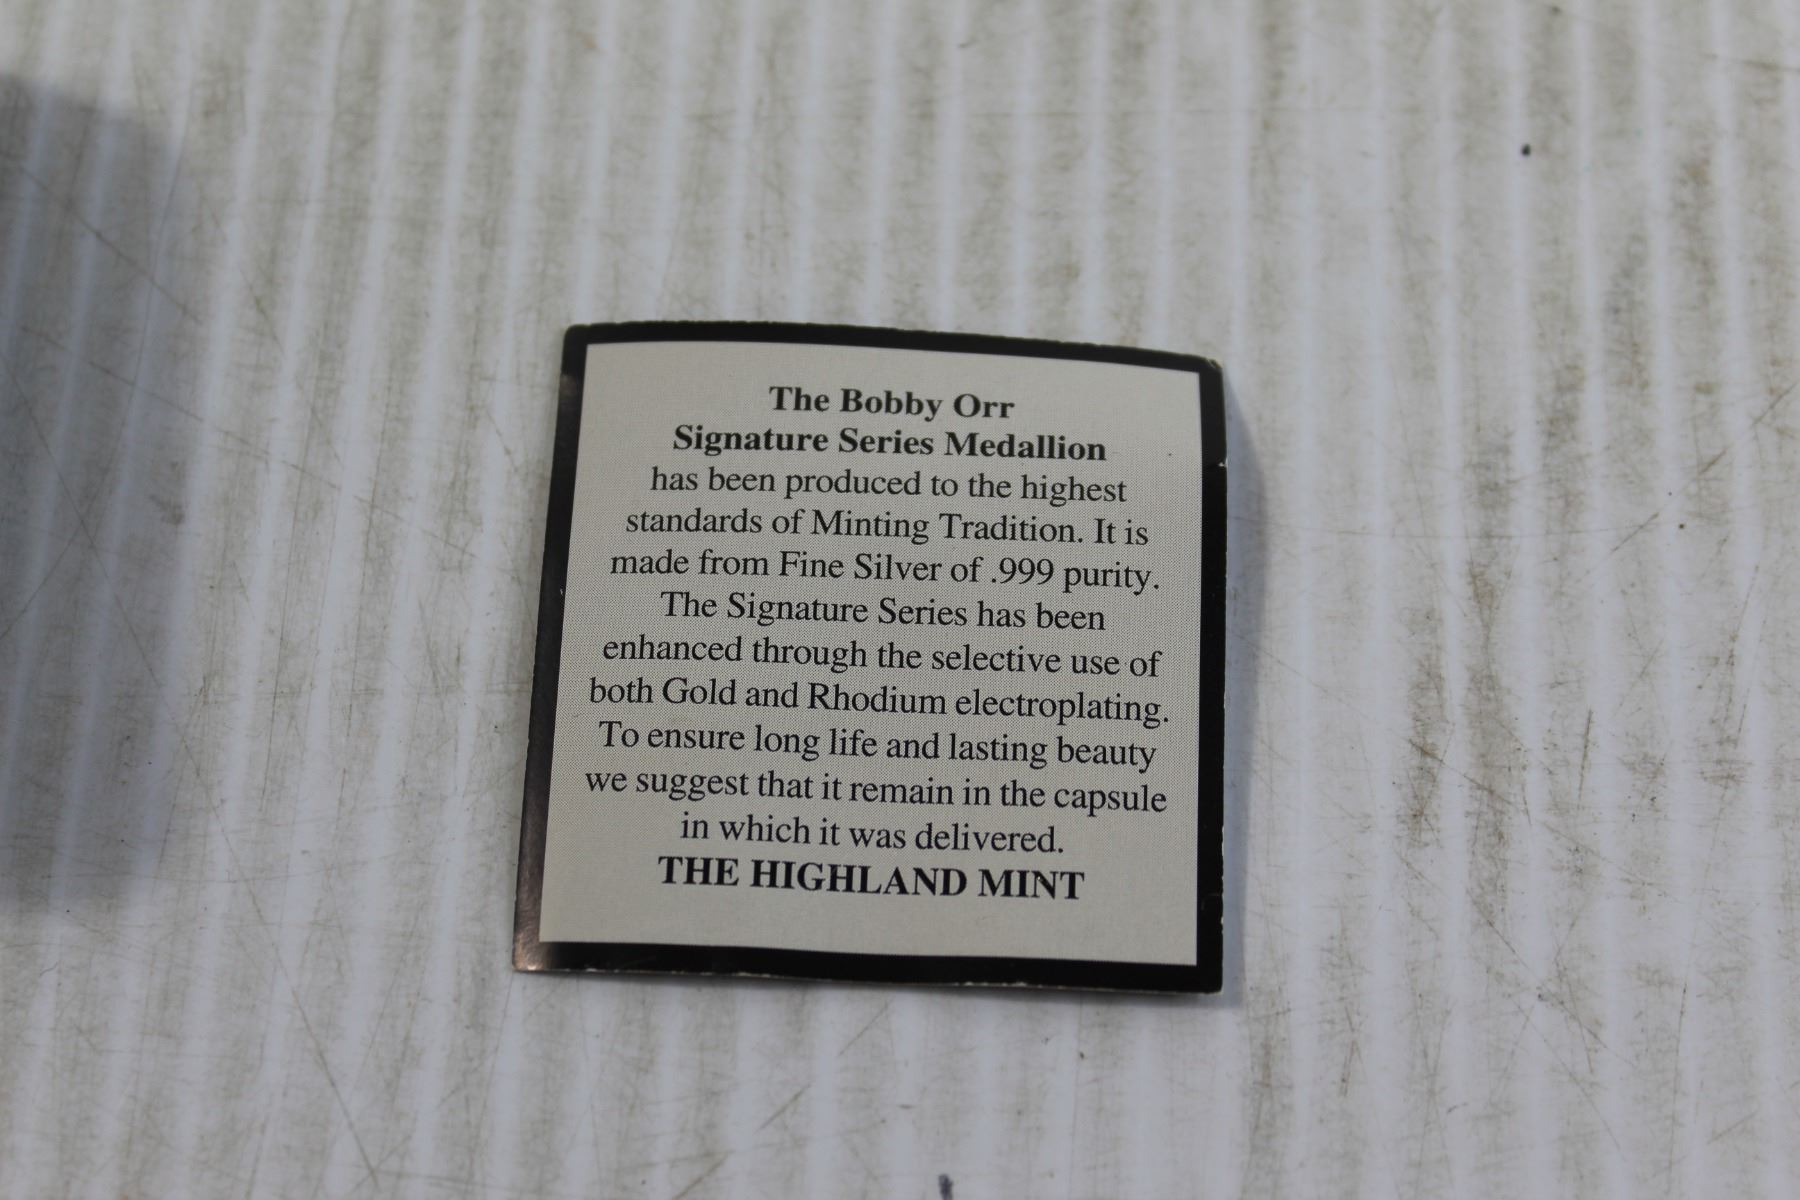 The Bobby Orr
Signature Series Medallion
has been produced to the highest
standards of Minting Tradition. It is
made from Fine Silver of .999 purity.
The Signature Series has been
enhanced through the selective use of
both Gold and Rhodium electroplating.
To ensure long life and lasting beauty
we suggest that it remain in the capsule
in which it was delivered.
THE HIGHLAND MINT